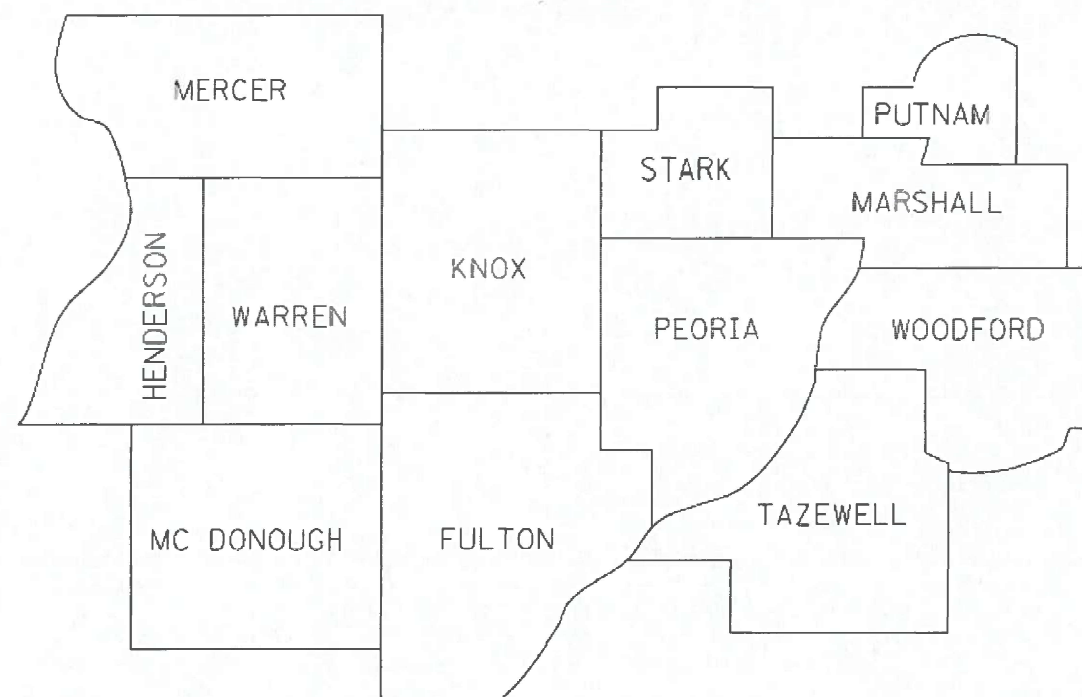 MERCER
PUTNAM
STARK
MARSHALL
HENDERSON
WARREN
KNOX
PEORIA
WOODFORD
MC DONOUGH
FULTON
TAZEWELL